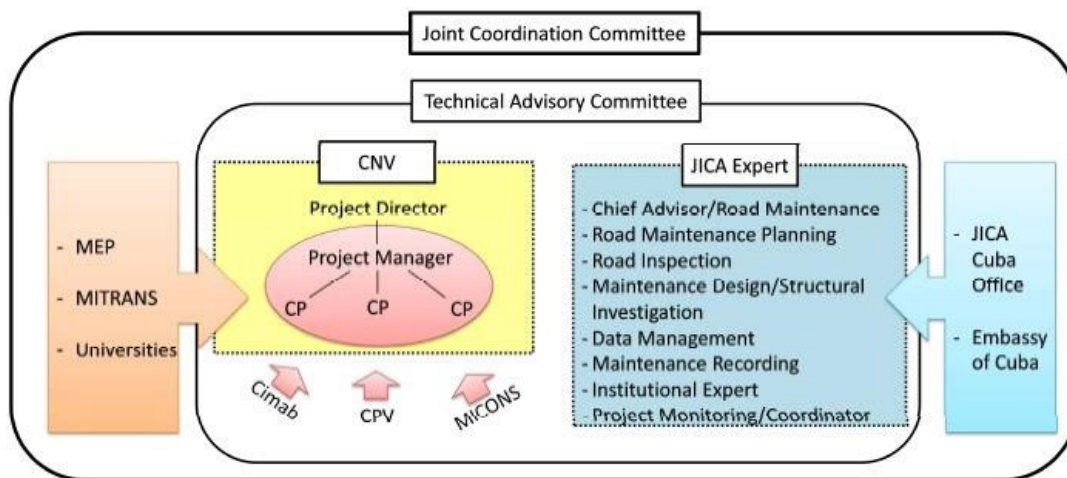 Joint Coordination Committee
Technical Advisory Committee
CNV
Project Director
Project Manager
CP
CP
CP
Cimab
CPV
MICONS
JICA Expert
- Chief Advisor/Road Maintenance
- Road Maintenance Planning
- Road Inspection
- Maintenance Design/Structural
Investigation
- Data Management
- Maintenance Recording
- Institutional Expert
- Project Monitoring/Coordinator
- MEP
- MITRANS
- Universities
- JICA
Cuba
Office
- Embassy
of Cuba